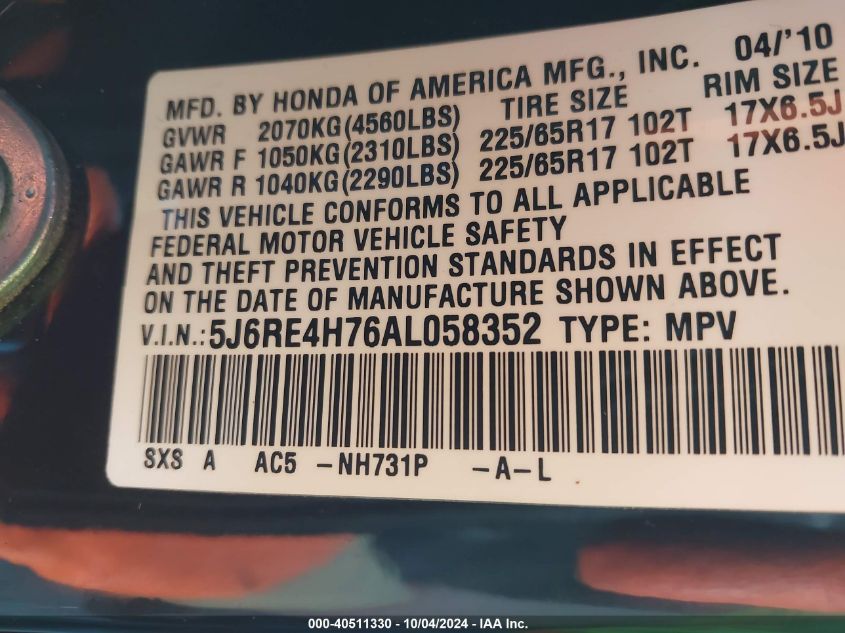 MFD. BY HONDA OF AMERICA MFG., INC. 04/'10
GVWR 2070KG(4560LBS) TIRE SIZE RIM SIZE
GAWR F 1050KG(2310LBS) 225/65R17 102T 17X6.5J
GAWR R 1040KG(2290LBS) 225/65R17 102T 17X6.5J
THIS VEHICLE CONFORMS TO ALL APPLICABLE
FEDERAL MOTOR VEHICLE SAFETY
AND THEFT PREVENTION STANDARDS IN EFFECT
ON THE DATE OF MANUFACTURE SHOWN ABOVE.
V.I.N.: 5J6RE4H76AL058352 TYPE: MPV
SXS A AC5 -NH731P -A-L
000-40511330 - 10/04/2024 - IAA Inc.